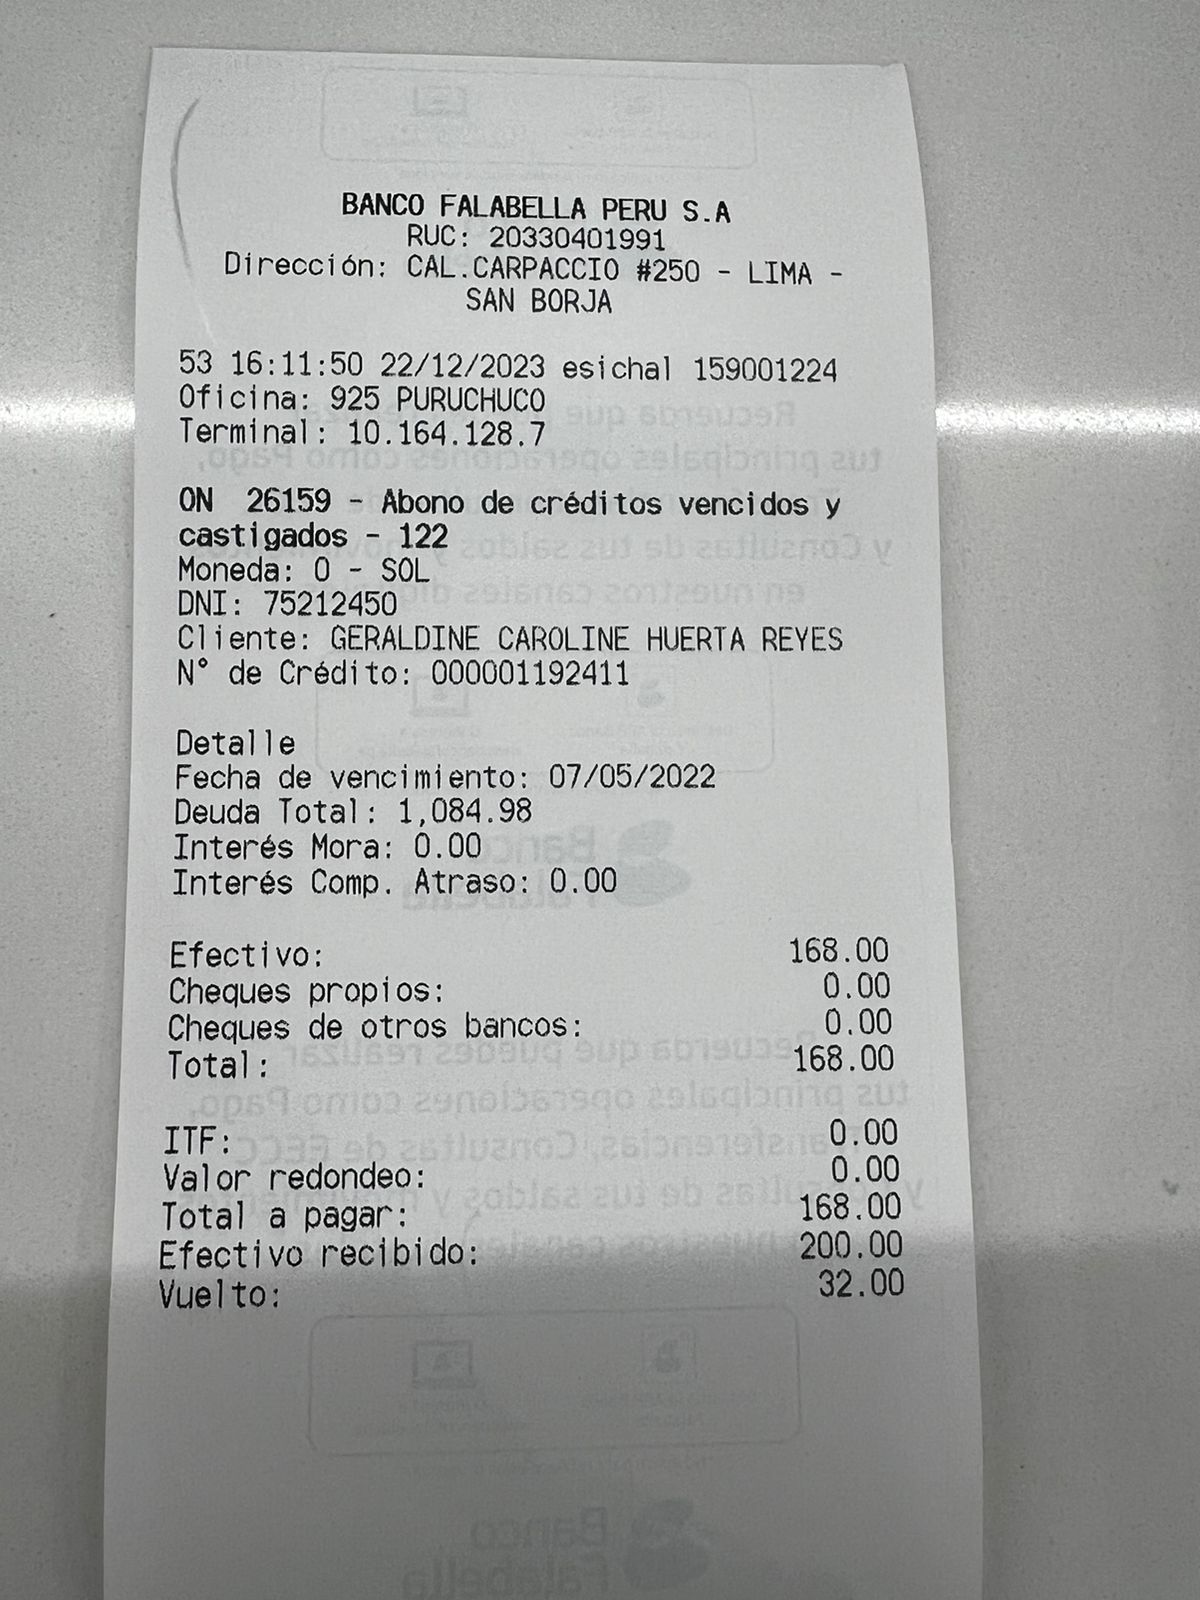 BANCO FALABELLA PERU S.A
RUC: 20330401991
Dirección: CAL.CARPACCIO #250 - LIMA -
SAN BORJA
53 16:11:50 22/12/2023 esichal 159001224
Oficina: 925 PURUCHUCO
Terminal: 10.164.128.7
ON 26159 - Abono de créditos vencidos y
castigados - 122
Moneda: 0 - SOL
DNI: 75212450
Cliente: GERALDINE CAROLINE HUERTA REYES
N° de Crédito: 000001192411
Detalle
Fecha de vencimiento: 07/05/2022
Deuda Total: 1,084.98
Interés Mora: 0.00
Interés Comp. Atraso: 0.00
Efectivo: 168.00
Cheques propios: 0.00
Cheques de otros bancos: 0.00
Total: 168.00
ITF: 0.00
Valor redondeo: 0.00
Total a pagar: 168.00
Efectivo recibido: 200.00
Vuelto: 32.00